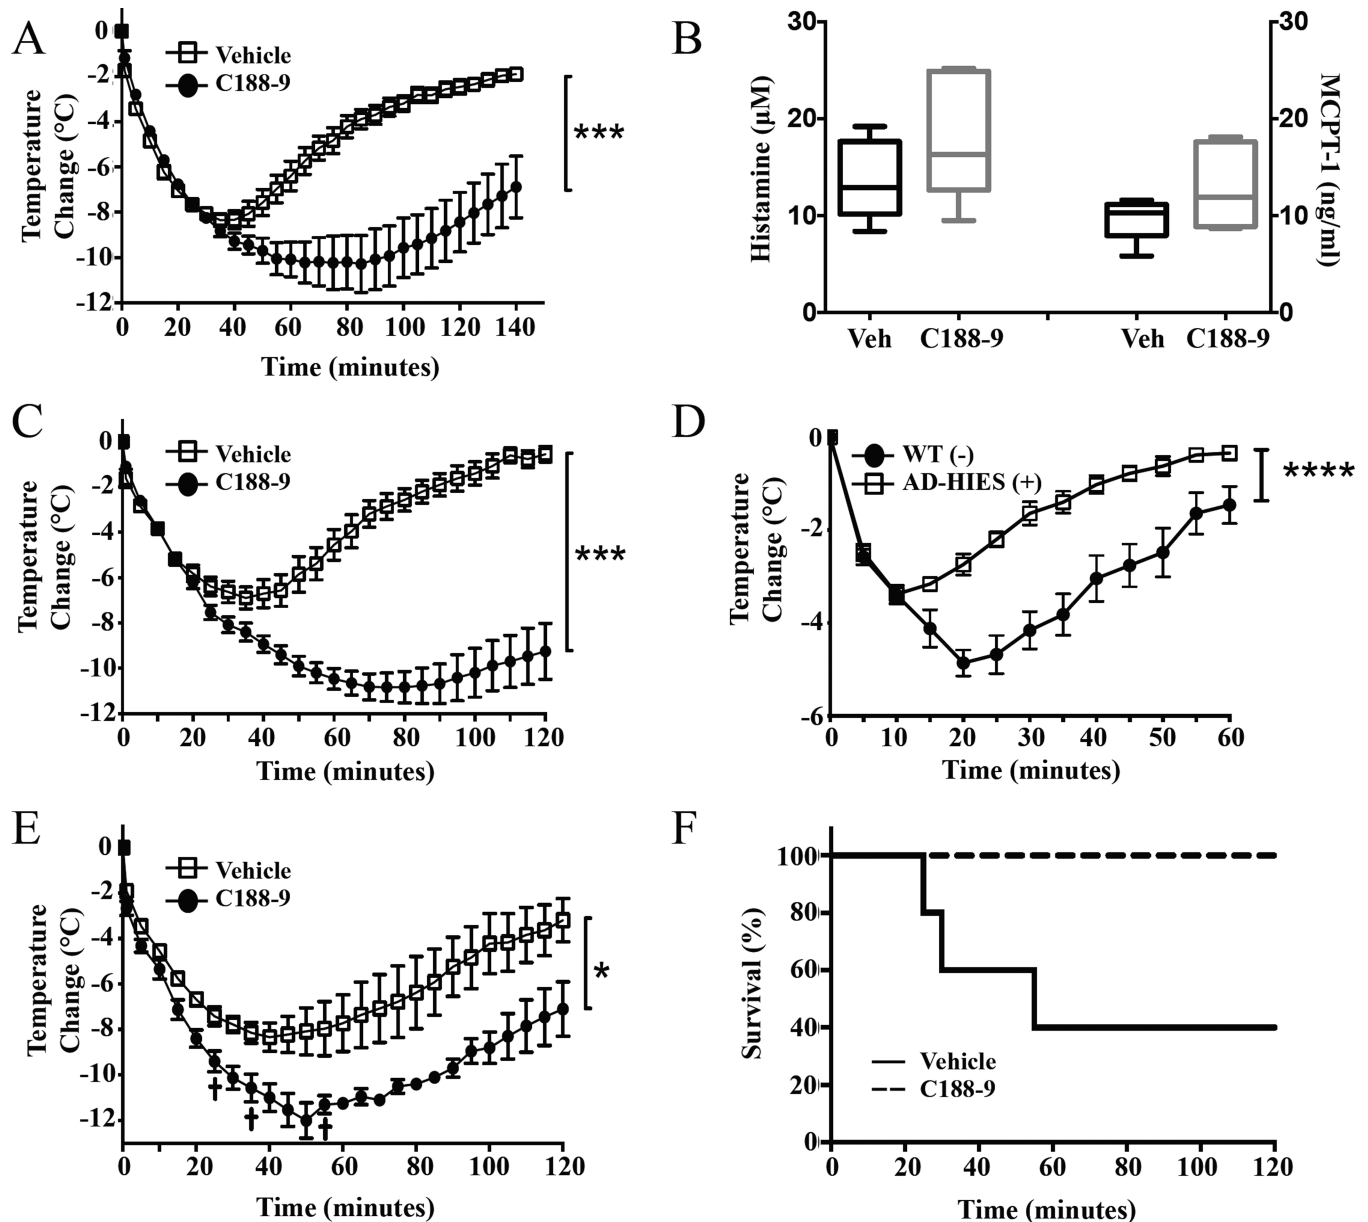 A
0
-2
-4
-6
-8
-10
-12
Temperature
Change (°C)
Vehicle
C188-9
***
0 20 40 60 80 100 120 140
Time (minutes)
B
30
20
10
0
Histamine (µM)
30
20
10
0
MCPT-1 (ng/ml)
Veh C188-9 Veh C188-9
C
0
-2
-4
-6
-8
-10
-12
Temperature
Change (°C)
Vehicle
C188-9
***
0 20 40 60 80 100 120
Time (minutes)
D
0
-2
-4
-6
Temperature
Change (°C)
WT (-)
AD-HIES (+)
****
0 10 20 30 40 50 60
Time (minutes)
E
0
-2
-4
-6
-8
-10
-12
Temperature
Change (°C)
Vehicle
C188-9
*
† † †
0 20 40 60 80 100 120
Time (minutes)
F
100
80
60
40
20
0
Survival (%)
Vehicle
C188-9
0 20 40 60 80 100 120
Time (minutes)